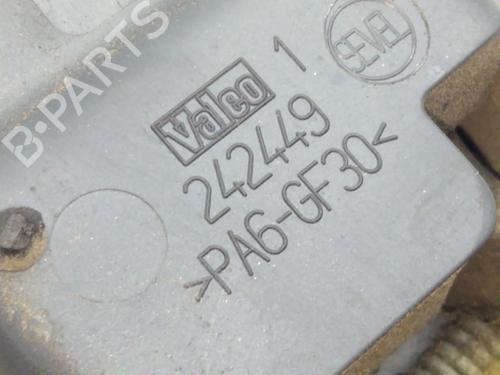 B-PARTS
SEVEL
Valeo 1
242449
>PA6-GF30<